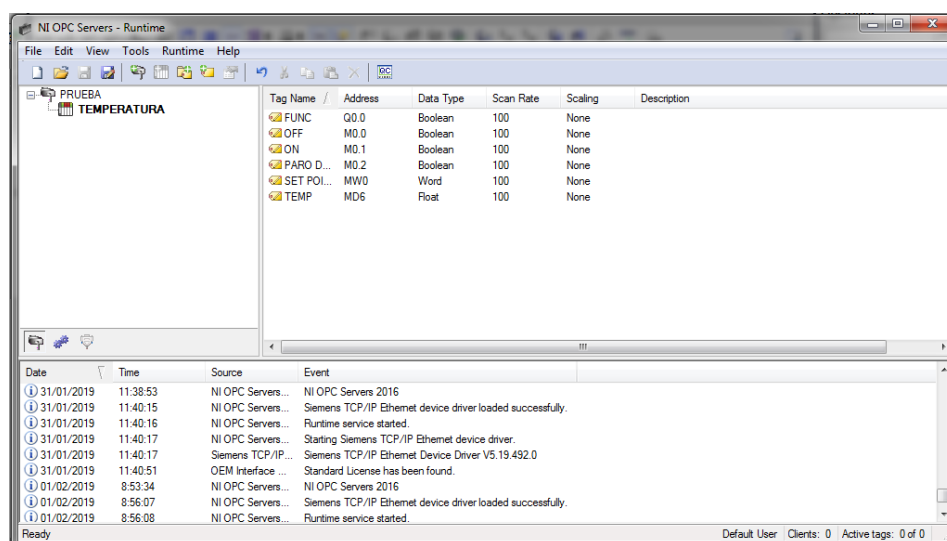 NI OPC Servers - Runtime
File Edit View Tools Runtime Help
PRUEBA
TEMPERATURA
Tag Name / Address Data Type Scan Rate Scaling Description
FUNC Q0.0 Boolean 100 None
OFF M0.0 Boolean 100 None
ON M0.1 Boolean 100 None
PARO D... M0.2 Boolean 100 None
SET POI... MW0 Word 100 None
TEMP MD6 Float 100 None
Date Time Source Event
31/01/2019 11:38:53 NI OPC Servers... NI OPC Servers 2016
31/01/2019 11:40:15 NI OPC Servers... Siemens TCP/IP Ethernet device driver loaded successfully.
31/01/2019 11:40:16 NI OPC Servers... Runtime service started.
31/01/2019 11:40:17 NI OPC Servers... Starting Siemens TCP/IP Ethernet device driver.
31/01/2019 11:40:17 Siemens TCP/IP... Siemens TCP/IP Ethernet Device Driver V5.19.492.0
31/01/2019 11:40:51 OEM Interface ... Standard License has been found.
01/02/2019 8:53:34 NI OPC Servers... NI OPC Servers 2016
01/02/2019 8:56:07 NI OPC Servers... Siemens TCP/IP Ethernet device driver loaded successfully.
01/02/2019 8:56:08 NI OPC Servers... Runtime service started.
Ready Default User Clients: 0 Active tags: 0 of 0